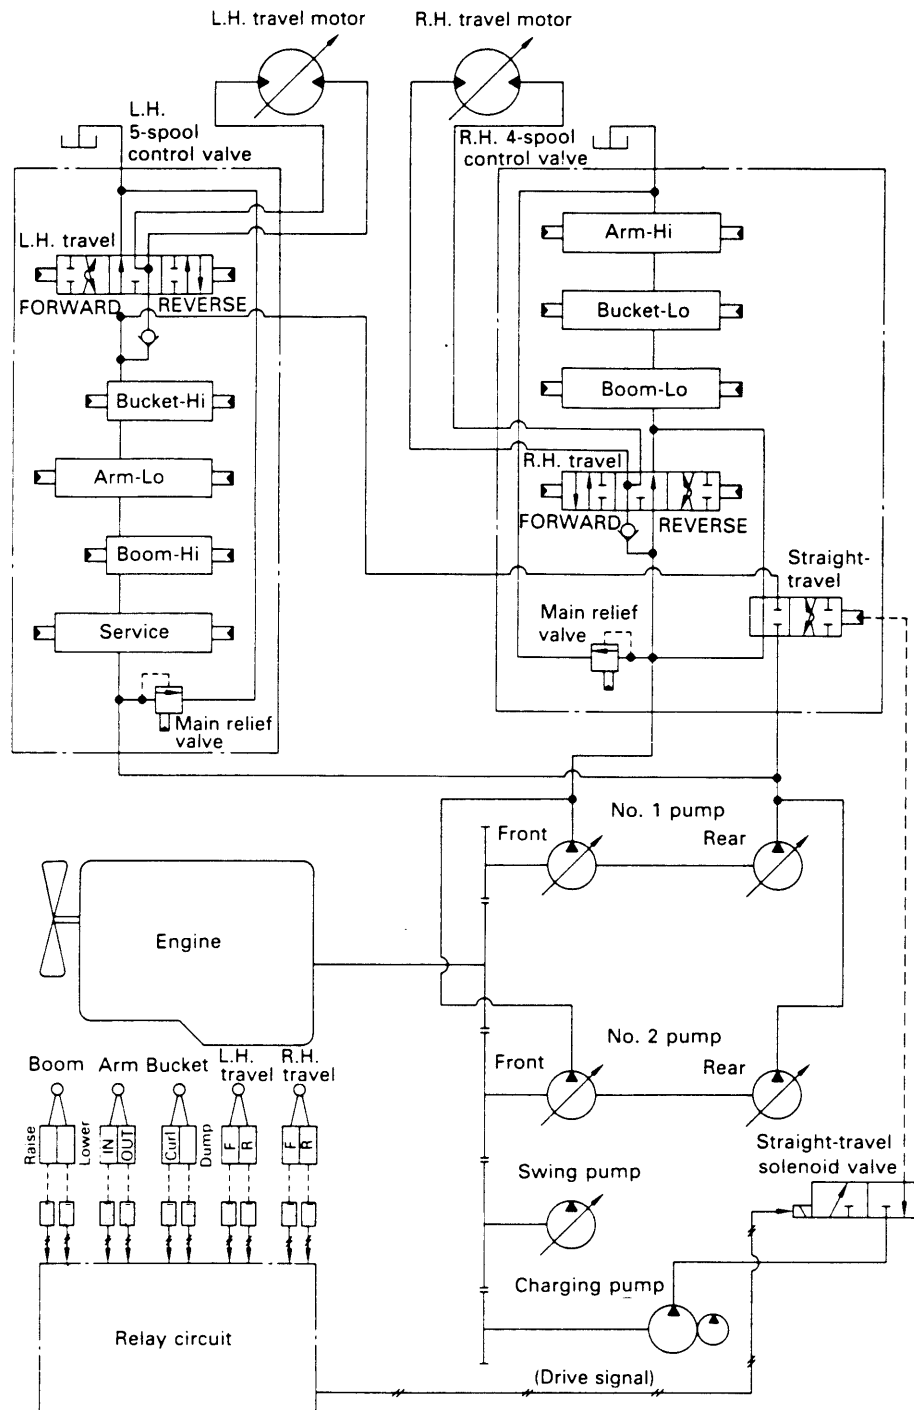 L.H. travel motor
R.H. travel motor
L.H.
5-spool
control valve
R.H. 4-spool
control valve
L.H. travel
FORWARD
REVERSE
Arm-Hi
Bucket-Lo
Boom-Lo
Bucket-Hi
Arm-Lo
Boom-Hi
Service
Main relief
valve
R.H. travel
FORWARD
REVERSE
Straight-
travel
Main relief
valve
No. 1 pump
Front
Rear
Engine
No. 2 pump
Front
Rear
Boom
Arm
Bucket
L.H.
travel
R.H.
travel
Raise
Lower
IN
OUT
Curl
Dump
F
R
F
R
Swing pump
Straight-travel
solenoid valve
Charging pump
Relay circuit
(Drive signal)